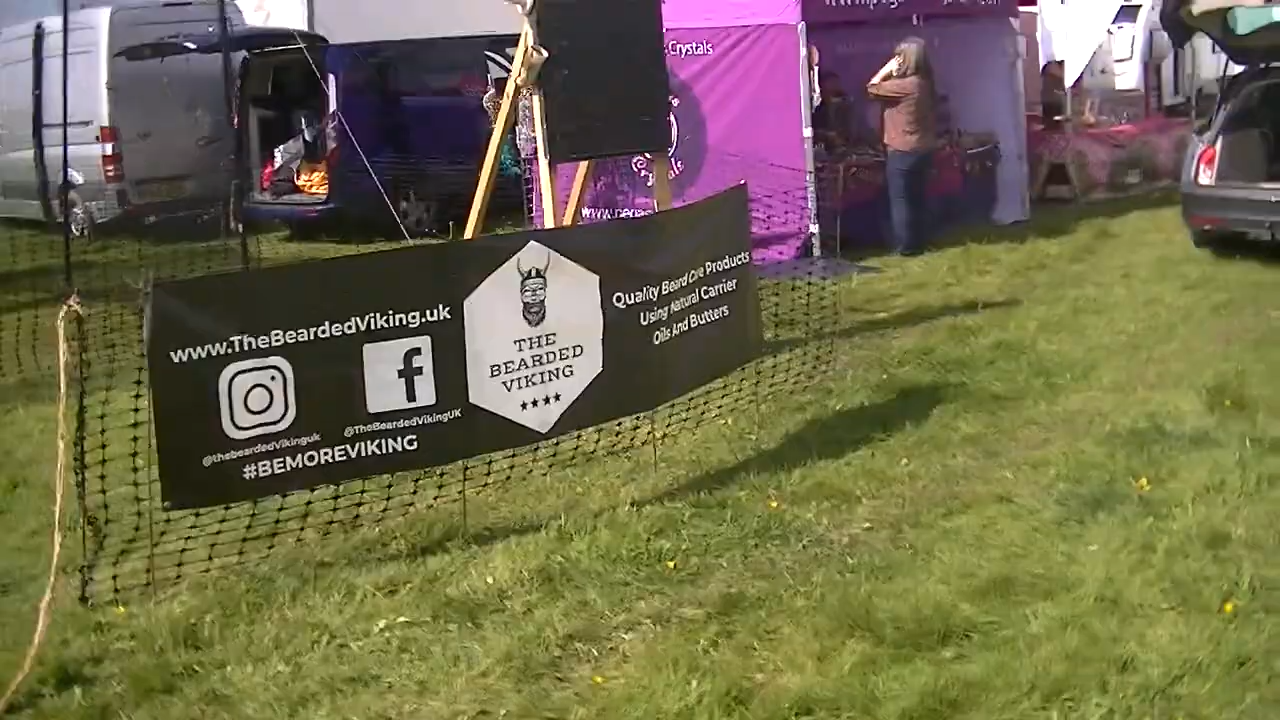 Crystals
Crystals
www.TheBeardedViking.uk
@thebeardedVikinguk
@TheBeardedVikingUK
#BEMOREVIKING
THE
BEARDED
VIKING
Quality Beard Care Products
Using Natural Carrier
Oils And Butters